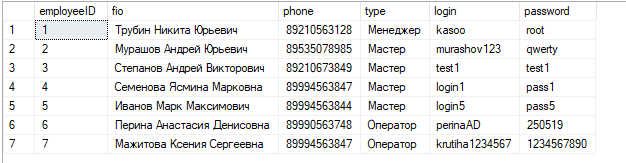 employeeID fio phone type login password
1 1 Трубин Никита Юрьевич 89210563128 Менеджер kasoo root
2 2 Мурашов Андрей Юрьевич 89535078985 Мастер murashov123 qwerty
3 3 Степанов Андрей Викторович 89210673849 Мастер test1 test1
4 4 Семенова Ясмина Марковна 89994563847 Мастер login1 pass1
5 5 Иванов Марк Максимович 89994563844 Мастер login5 pass5
6 6 Перина Анастасия Денисовна 89990563748 Оператор perinaAD 250519
7 7 Мажитова Ксения Сергеевна 89994563847 Оператор krutiha1234567 1234567890